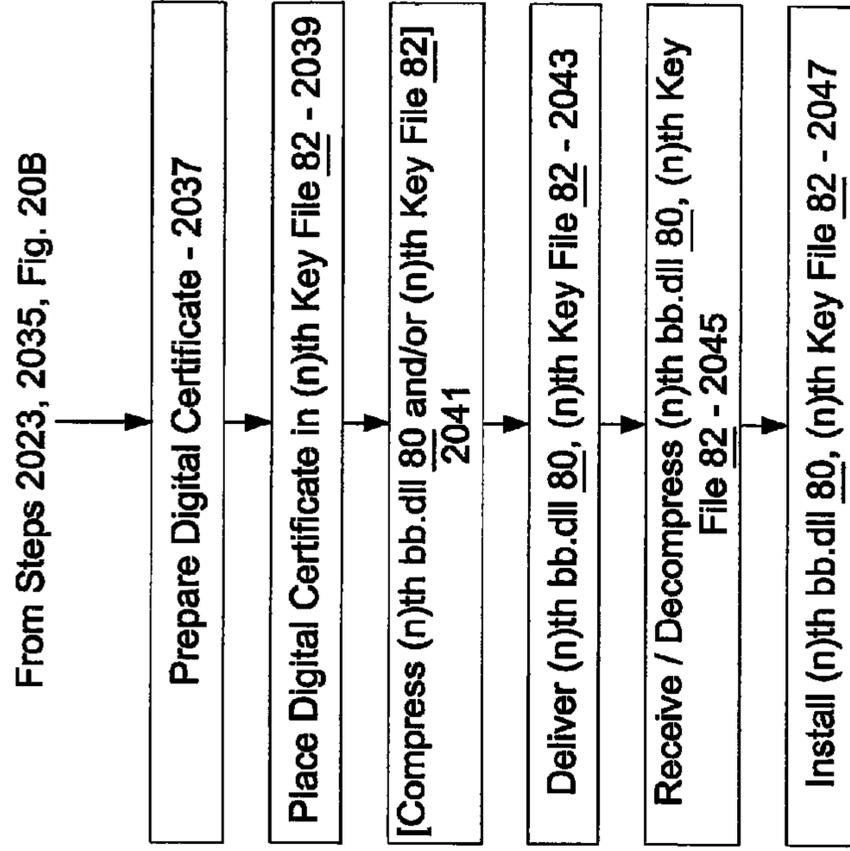 From Steps 2023, 2035, Fig. 20B
Prepare Digital Certificate - 2037
Place Digital Certificate in (n)th Key File 82 - 2039
[Compress (n)th bb.dll 80 and/or (n)th Key File 82]
2041
Deliver (n)th bb.dll 80, (n)th Key File 82 - 2043
Receive / Decompress (n)th bb.dll 80, (n)th Key
File 82 - 2045
Install (n)th bb.dll 80, (n)th Key File 82 - 2047